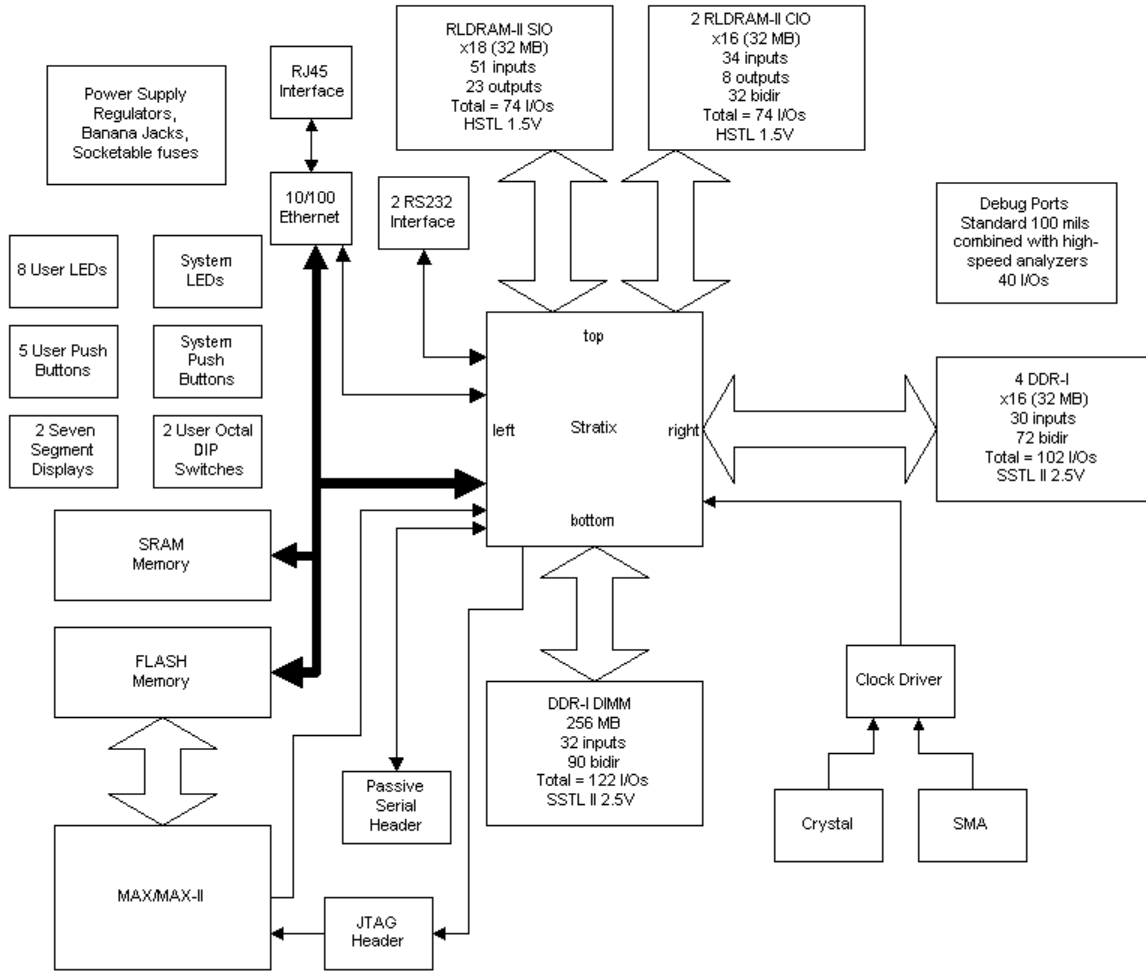 RLDRAM-II SIO
x18 (32 MB)
51 inputs
23 outputs
Total = 74 I/Os
HSTL 1.5V
2 RLDRAM-II CIO
x16 (32 MB)
34 inputs
8 outputs
32 bidir
Total = 74 I/Os
HSTL 1.5V
RJ45
Interface
Power Supply
Regulators,
Banana Jacks,
Socketable fuses
10/100
Ethernet
2 RS232
Interface
Debug Ports
Standard 100 mils
combined with high-
speed analyzers
40 I/Os
8 User LEDs
System
LEDs
5 User Push
Buttons
System
Push
Buttons
2 Seven
Segment
Displays
2 User Octal
DIP
Switches
top
left
Stratix
right
bottom
4 DDR-I
x16 (32 MB)
30 inputs
72 bidir
Total = 102 I/Os
SSTL II 2.5V
SRAM
Memory
FLASH
Memory
DDR-I DIMM
256 MB
32 inputs
90 bidir
Total = 122 I/Os
SSTL II 2.5V
Clock Driver
Passive
Serial
Header
Crystal
SMA
MAX/MAX-II
JTAG
Header